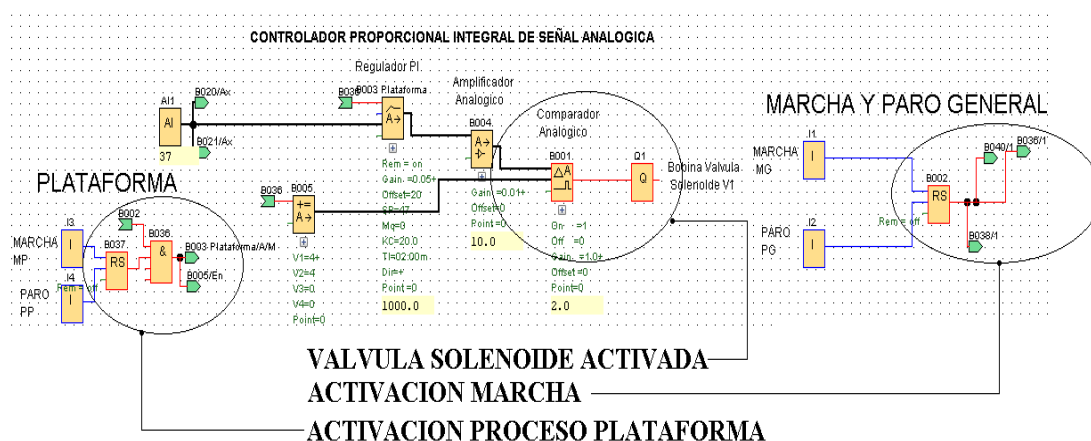 CONTROLADOR PROPORCIONAL INTEGRAL DE SEÑAL ANALOGICA
Regulador PI
B036 B003 Plataforma
A→
Rem = on
Gain. =0.05+
Offset=20
SP=47
Mq=0
KC=20.0
TI=02:00m
Dir=+
Point =0
1000.0
AI1
AI
37
B020/Ax
B021/Ax
Amplificador
Analogico
B004
A→
Gain. =0.01+
Offset=0
Point =0
10.0
Comparador
Analogico
B001
ΔA
On =1
Off =0
Gain. =1.0+
Offset=0
Point=0
2.0
Q1
Q
Bobina Valvula
Solenoide V1
B036
B005
+=
A→
V1=4+
V2=4
V3=0
V4=0
Point=0
PLATAFORMA
I3
I
MARCHA
MP
I4
I
PARO
PP
B037
RS
Rem = off
B002
B036
&
B003 Plataforma/A/M
B005/En
MARCHA Y PARO GENERAL
I1
I
MARCHA
MG
I2
I
PARO
PG
B002
RS
Rem = off
B040/1
B036/1
B038/1
VALVULA SOLENOIDE ACTIVADA
ACTIVACION MARCHA
ACTIVACION PROCESO PLATAFORMA